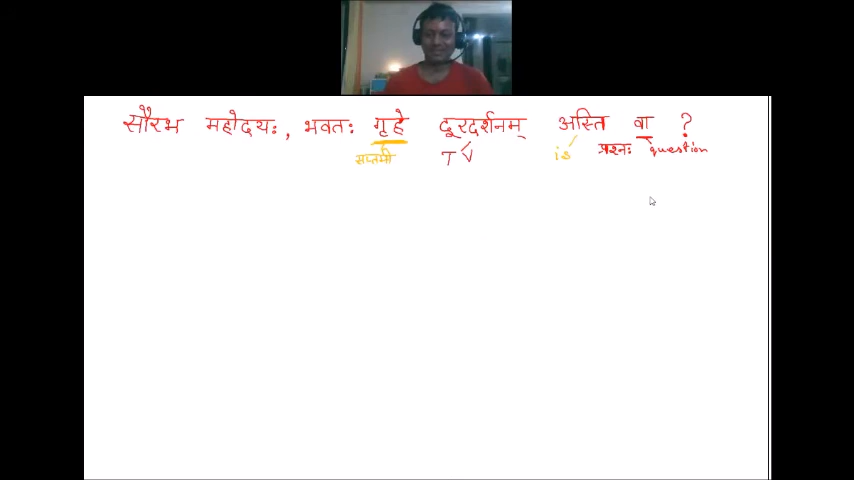 सौरभ महोदयः, भवतः गृहे दूरदर्शनम् अस्ति वा ?
सप्तमी TV is प्रश्नः question